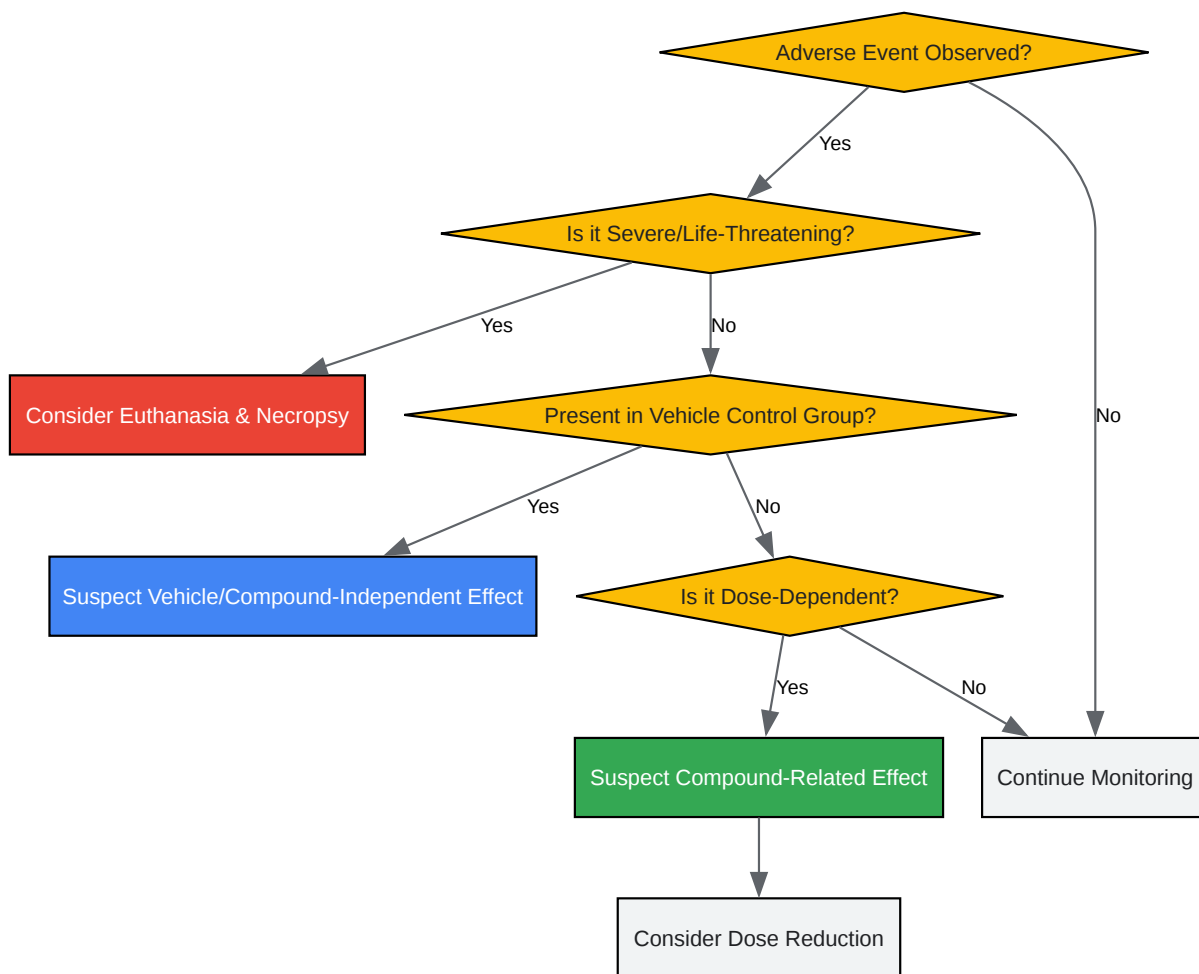 Adverse Event Observed?
Yes
Is it Severe/Life-Threatening?
Yes
No
Consider Euthanasia & Necropsy
Present in Vehicle Control Group?
No
Yes
No
Suspect Vehicle/Compound-Independent Effect
Is it Dose-Dependent?
Yes
No
Suspect Compound-Related Effect
Continue Monitoring
Consider Dose Reduction